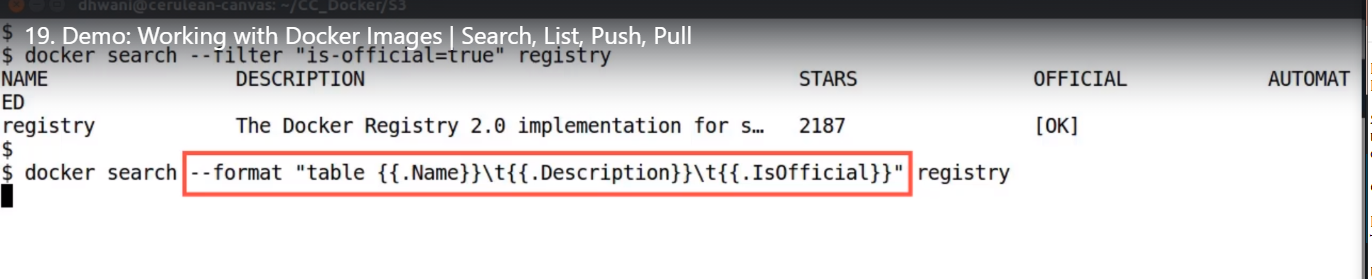 dhwani@cerulean-canvas: ~/CC_Docker/S3
$
19. Demo: Working with Docker Images | Search, List, Push, Pull
$ docker search --filter "is-official=true" registry
NAME DESCRIPTION STARS OFFICIAL AUTOMAT
ED
registry The Docker Registry 2.0 implementation for s… 2187 [OK]
$
$ docker search --format "table {{.Name}}\t{{.Description}}\t{{.IsOfficial}}" registry